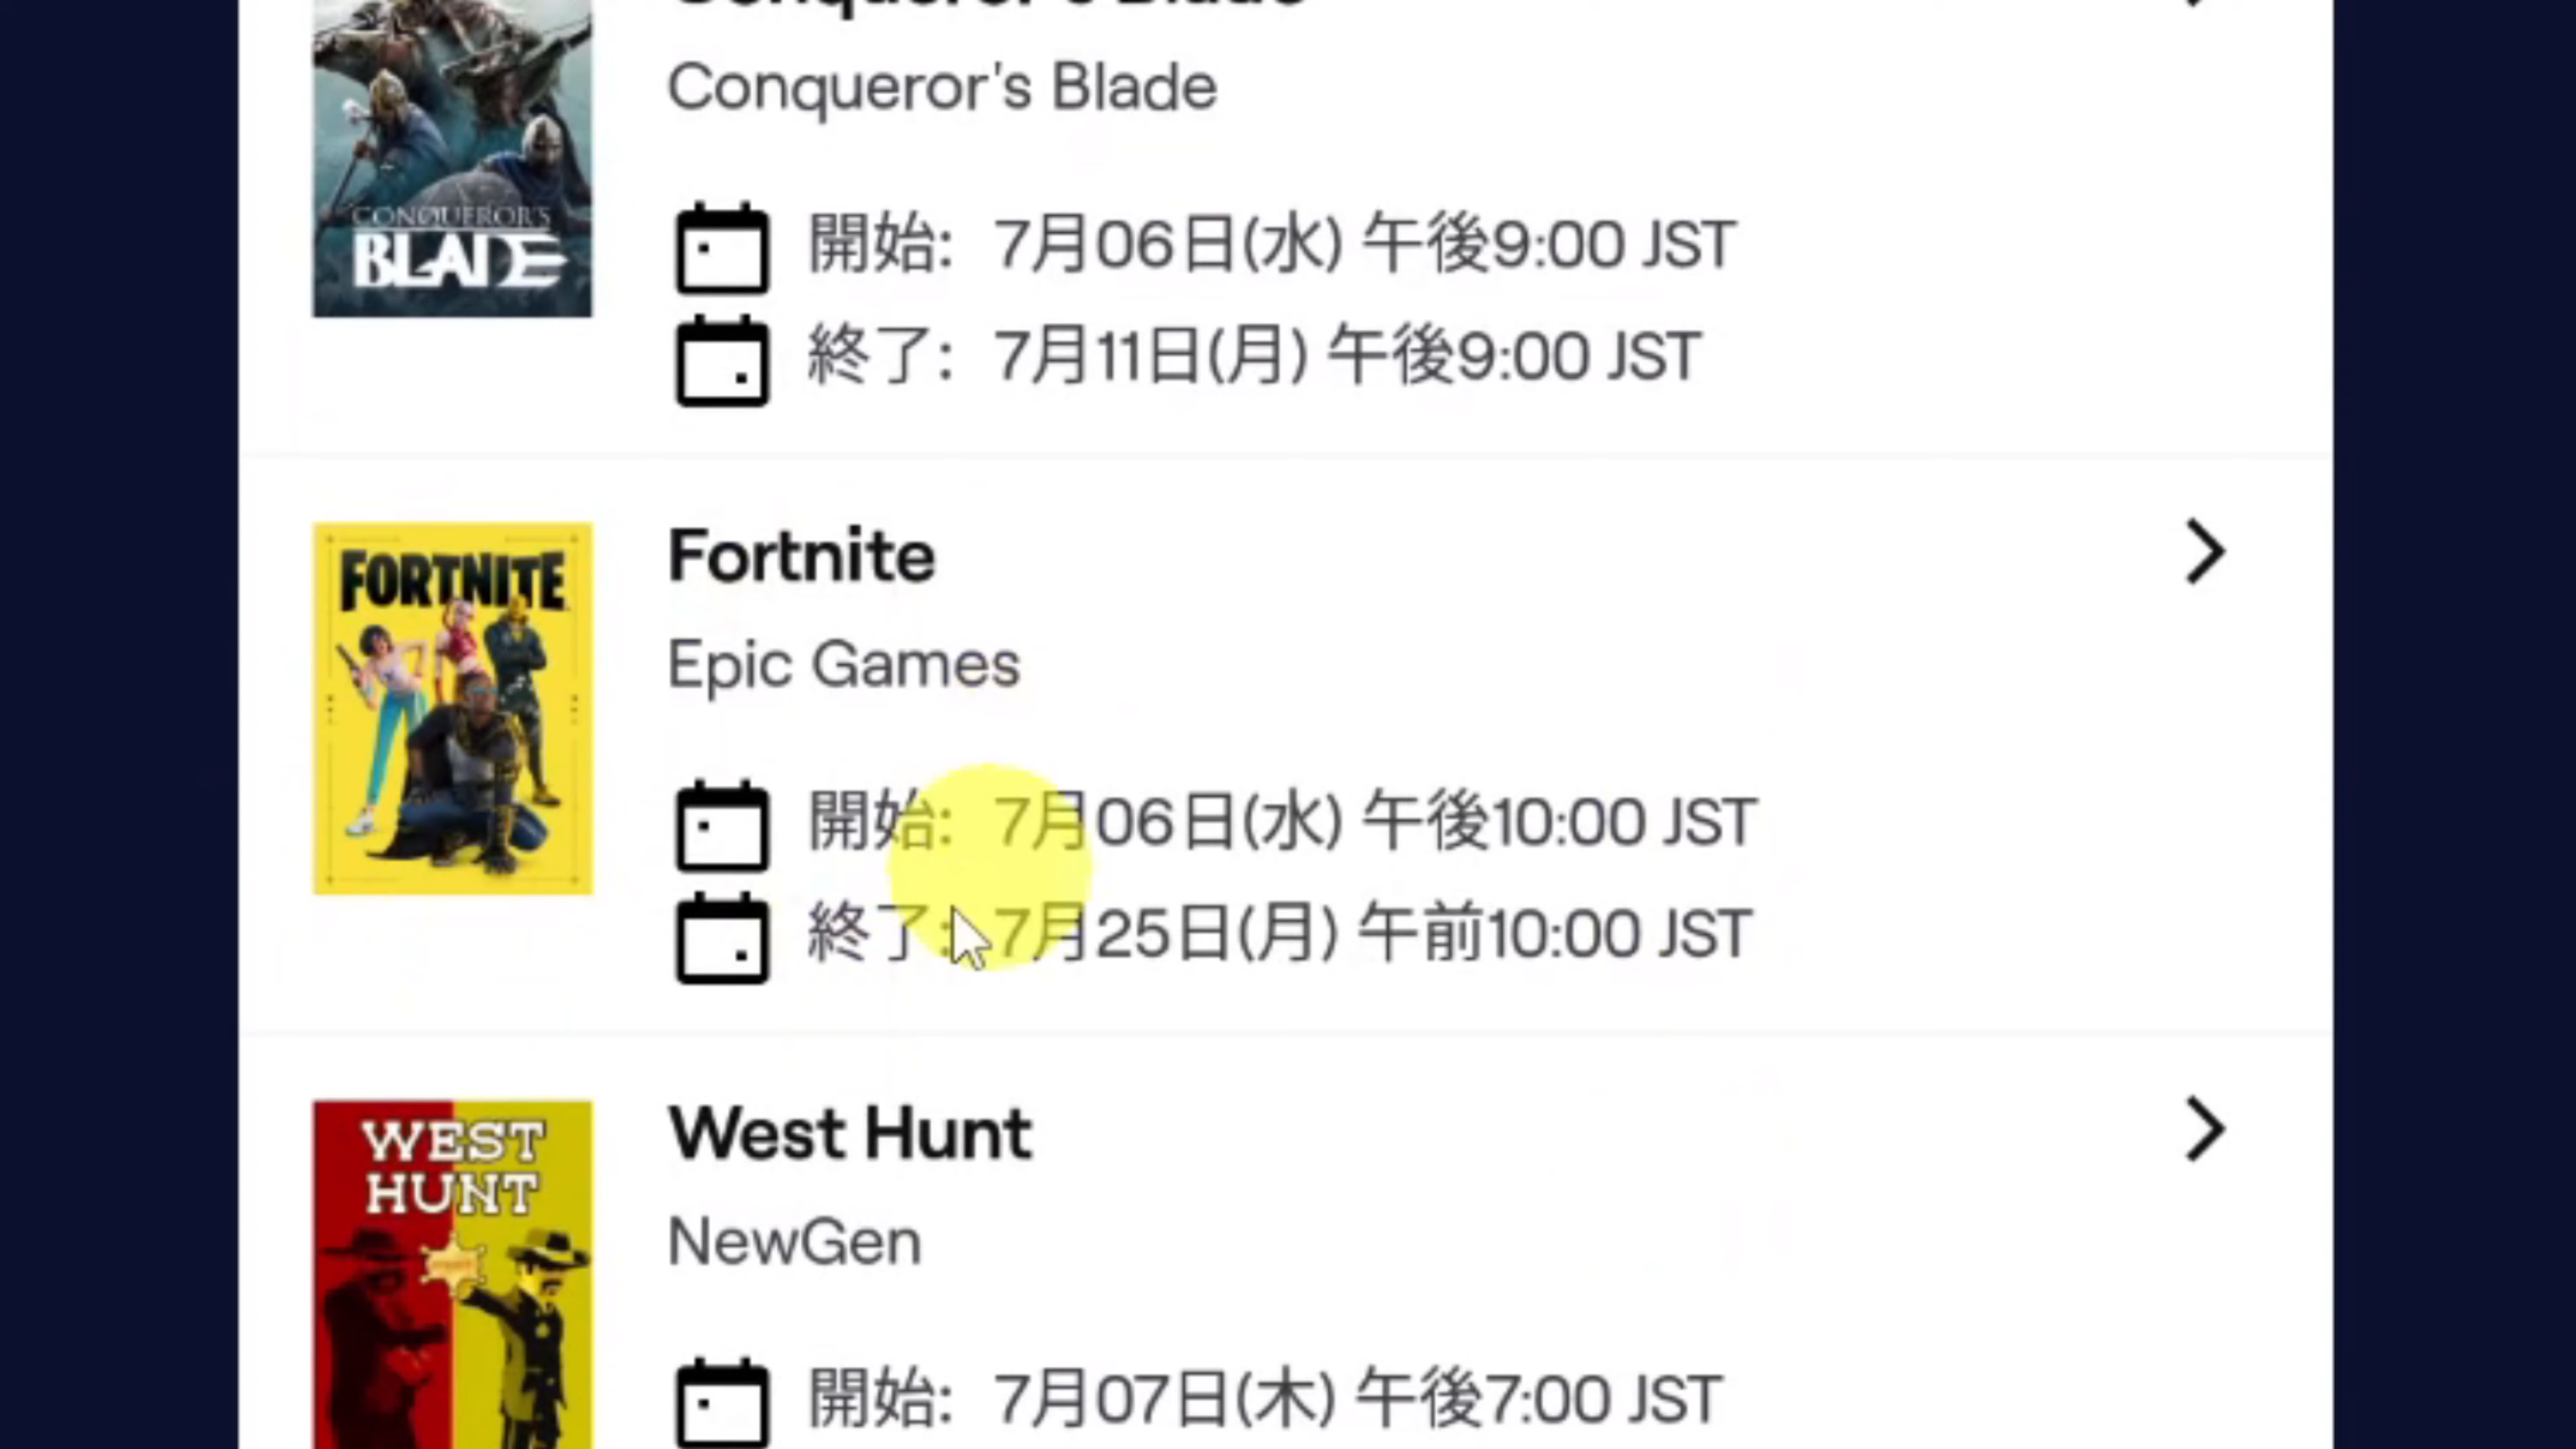 Conqueror's Blade
Conqueror's Blade
CONQUEROR'S
BLADE
開始: 7月06日(水) 午後9:00 JST
終了: 7月11日(月) 午後9:00 JST
FORTNITE
Fortnite
Epic Games
開始: 7月06日(水) 午後10:00 JST
終了: 7月25日(月) 午前10:00 JST
WEST
HUNT
West Hunt
NewGen
開始: 7月07日(木) 午後7:00 JST